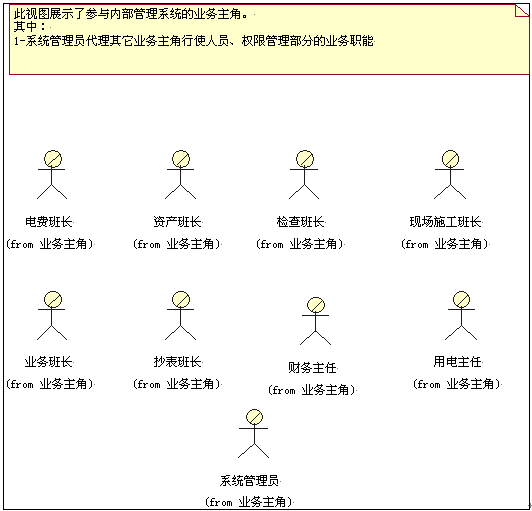 此视图展示了参与内部管理系统的业务主角。
其中：
1-系统管理员代理其它业务主角行使人员、权限管理部分的业务职能
电费班长 资产班长 检查班长 现场施工班长
(from 业务主角) (from 业务主角) (from 业务主角) (from 业务主角)
业务班长 抄表班长 财务主任 用电主任
(from 业务主角) (from 业务主角) (from 业务主角) (from 业务主角)
系统管理员
(from 业务主角)